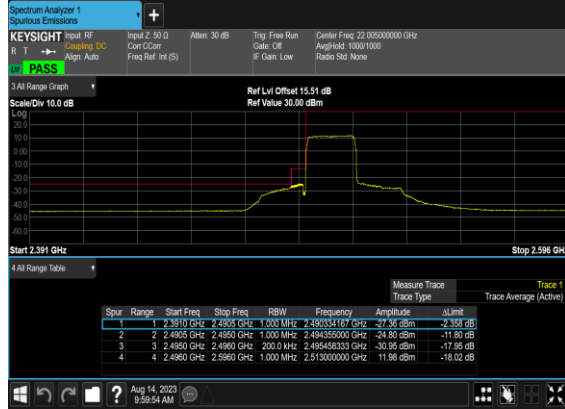 Spectrum Analyzer 1
Spurious Emissions
+
KEYSIGHT Input: RF Input Z: 50 Ω Atten: 30 dB Trig: Free Run Center Freq: 22.005000000 GHz
R T Coupling: DC Corr CCorr Gate: Off Avg|Hold: 1000/1000
Align: Auto Freq Ref: Int (S) IF Gain: Low Radio Std: None
PASS
3 All Range Graph
Ref Lvl Offset 15.51 dB
Scale/Div 10.0 dB Ref Value 30.00 dBm
Log
20.0
10.0
0.00
-10.0
-20.0
-30.0
-40.0
-50.0
-60.0
Start 2.391 GHz Stop 2.596 GHz
4 All Range Table
Measure Trace Trace 1
Trace Type Trace Average (Active)
Spur Range Start Freq Stop Freq RBW Frequency Amplitude ΔLimit
1 1 2.3910 GHz 2.4905 GHz 1.000 MHz 2.490334167 GHz -27.36 dBm -2.358 dB
2 2 2.4905 GHz 2.4950 GHz 1.000 MHz 2.494355000 GHz -24.80 dBm -11.80 dB
3 3 2.4950 GHz 2.4960 GHz 200.0 kHz 2.495458333 GHz -30.95 dBm -17.95 dB
4 4 2.4960 GHz 2.5960 GHz 1.000 MHz 2.513000000 GHz 11.98 dBm -18.02 dB
? Aug 14, 2023
9:59:54 AM